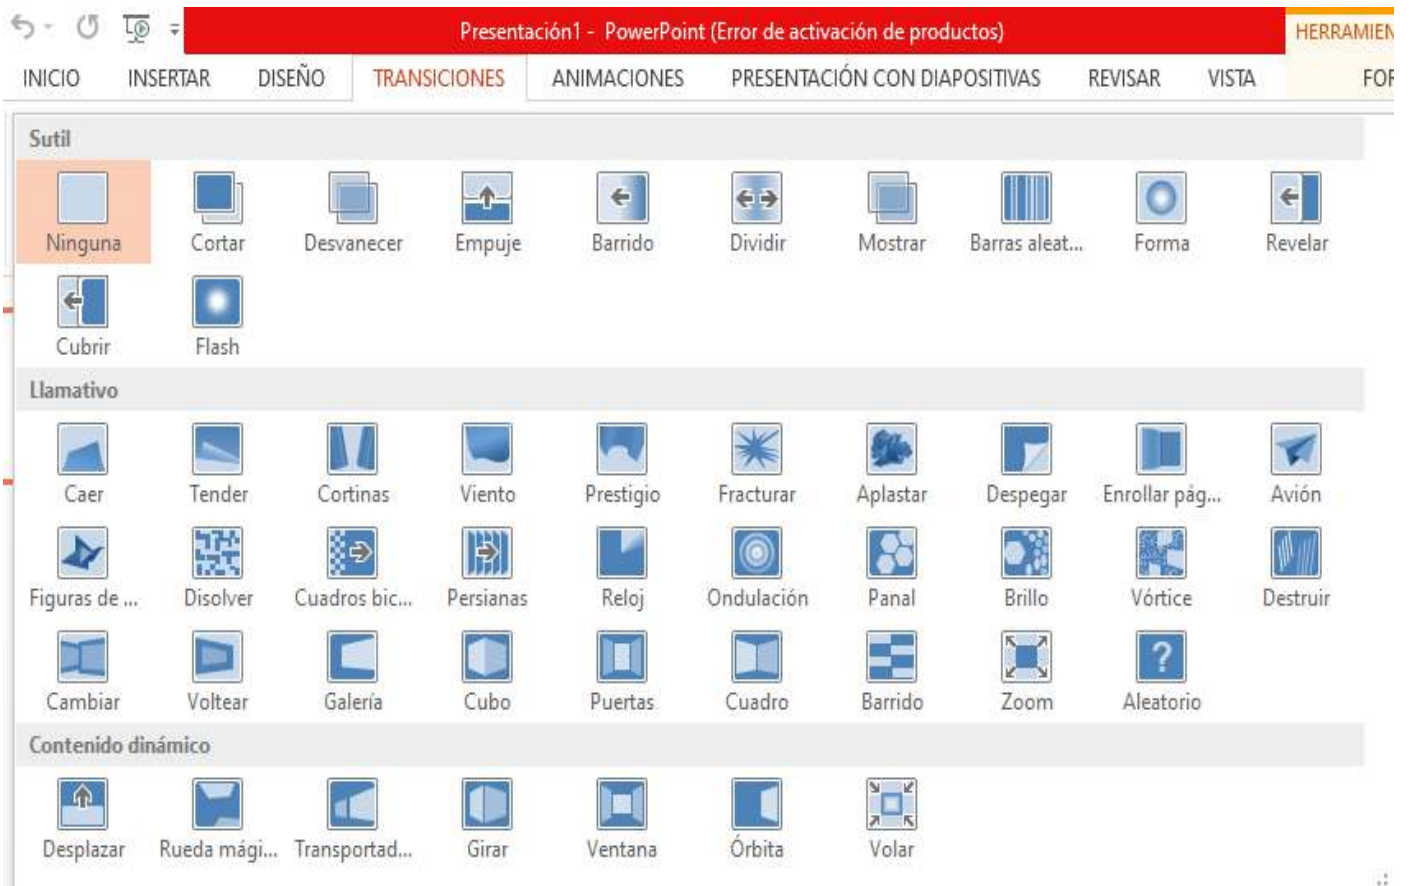 Presentación1 - PowerPoint (Error de activación de productos)
HERRAMIEN
INICIO INSERTAR DISEÑO TRANSICIONES ANIMACIONES PRESENTACIÓN CON DIAPOSITIVAS REVISAR VISTA FOR
Sutil
Ninguna Cortar Desvanecer Empuje Barrido Dividir Mostrar Barras aleat... Forma Revelar
Cubrir Flash
Llamativo
Caer Tender Cortinas Viento Prestigio Fracturar Aplastar Despegar Enrollar pág... Avión
Figuras de ... Disolver Cuadros bic... Persianas Reloj Ondulación Panal Brillo Vórtice Destruir
Cambiar Voltear Galería Cubo Puertas Cuadro Barrido Zoom Aleatorio
Contenido dinámico
Desplazar Rueda mági... Transportad... Girar Ventana Órbita Volar